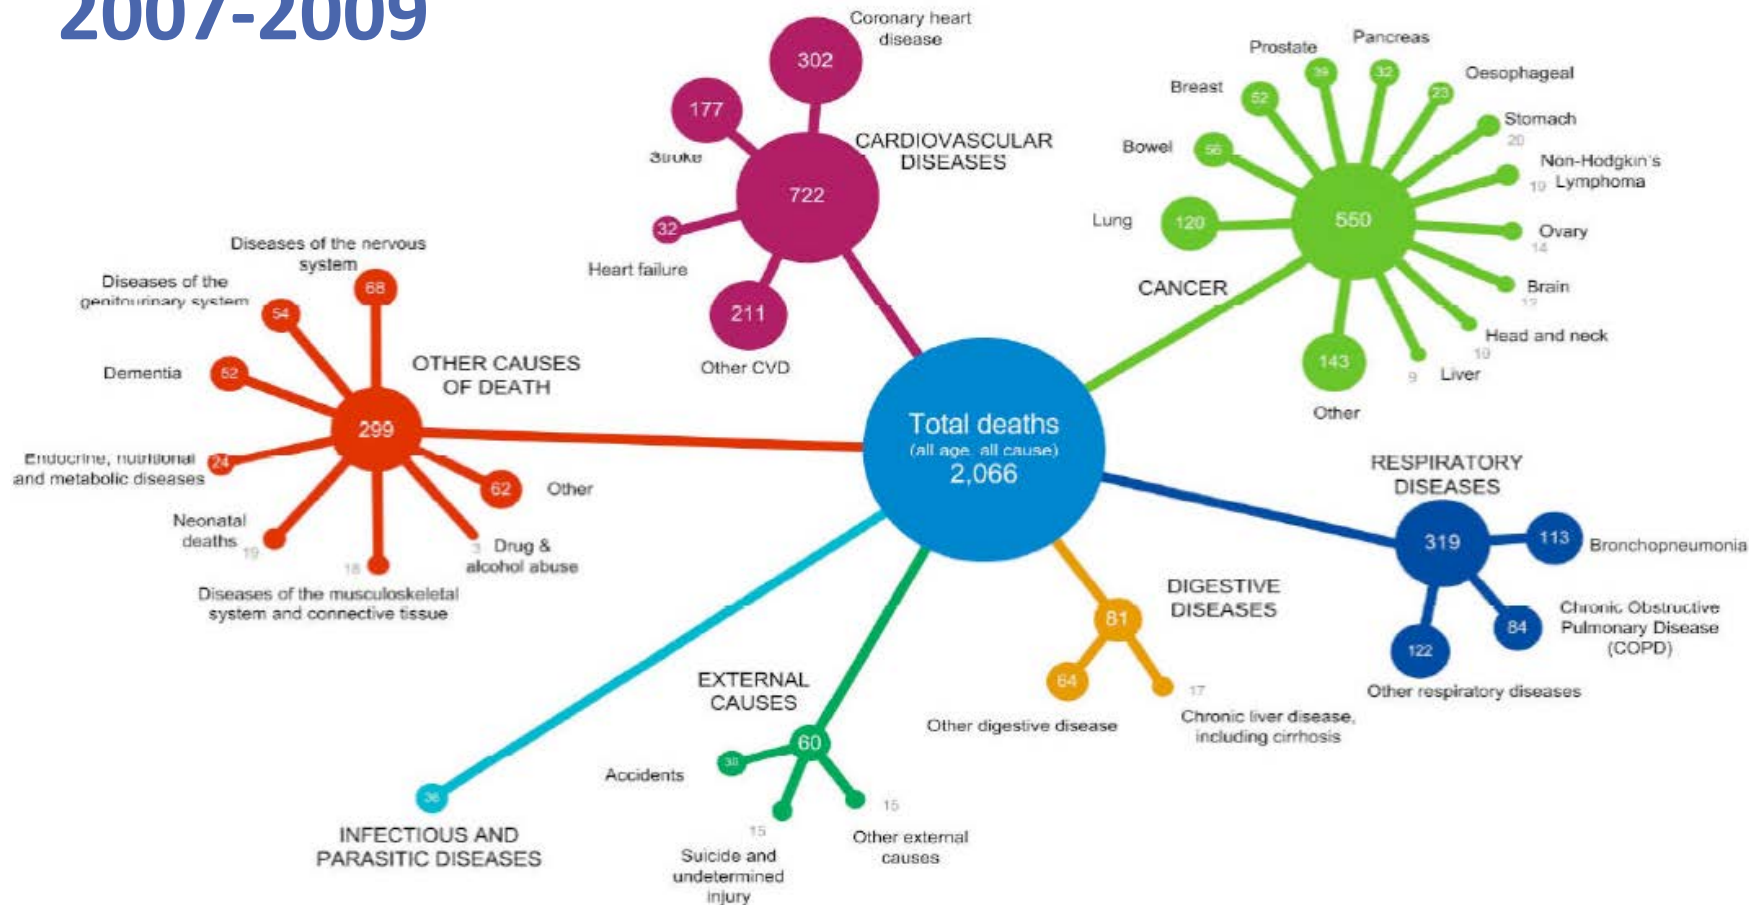 2007-2009
Coronary heart
disease
302
177
Stroke
CARDIOVASCULAR
DISEASES
722
32
Heart failure
211
Other CVD
Prostate
39
Pancreas
32
Oesophageal
23
Breast
52
Stomach
20
Bowel
56
Non-Hodgkin's
Lymphoma
19
Lung
120
550
Ovary
14
CANCER
Brain
Head and neck
10
143
Other
9
Liver
Diseases of the nervous
system
68
Diseases of the
genitourinary system
54
Dementia
52
OTHER CAUSES
OF DEATH
299
Endocrine, nutritional
and metabolic diseases
24
62
Other
Neonatal
deaths
19
18
3
Drug &
alcohol abuse
Diseases of the musculoskeletal
system and connective tissue
Total deaths
(all age, all cause)
2,066
RESPIRATORY
DISEASES
319
113
Bronchopneumonia
84
Chronic Obstructive
Pulmonary Disease
(COPD)
122
Other respiratory diseases
DIGESTIVE
DISEASES
81
64
Other digestive disease
17
Chronic liver disease,
including cirrhosis
EXTERNAL
CAUSES
60
Accidents
15
Suicide and
undetermined
injury
15
Other external
causes
36
INFECTIOUS AND
PARASITIC DISEASES